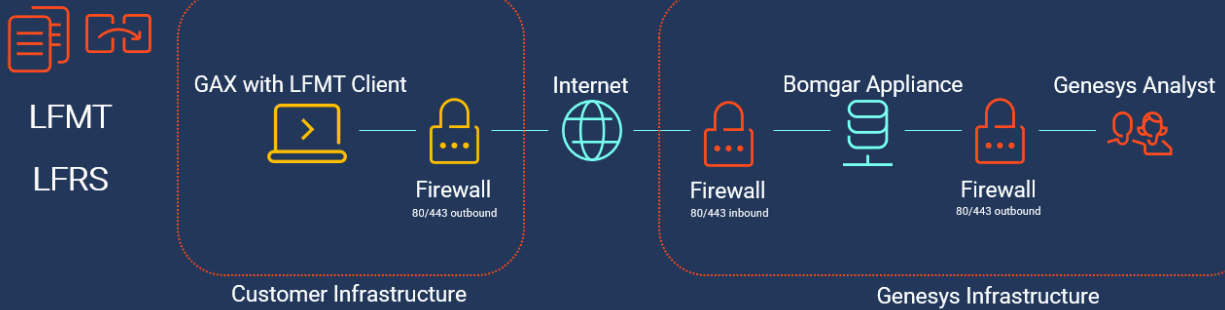 LFMT
LFRS
GAX with LFMT Client
Firewall
80/443 outbound
Customer Infrastructure
Internet
Firewall
80/443 inbound
Bomgar Appliance
Firewall
80/443 outbound
Genesys Analyst
Genesys Infrastructure